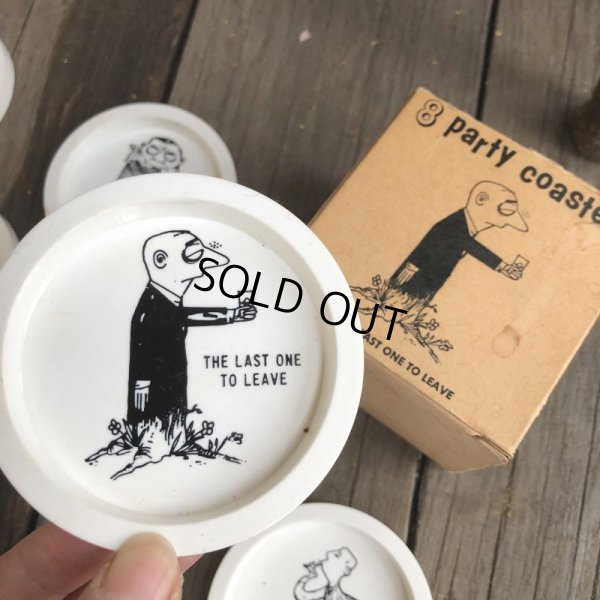 8 party coaste
SOLD OUT
THE LAST ONE
TO LEAVE
AST ONE TO LEAVE